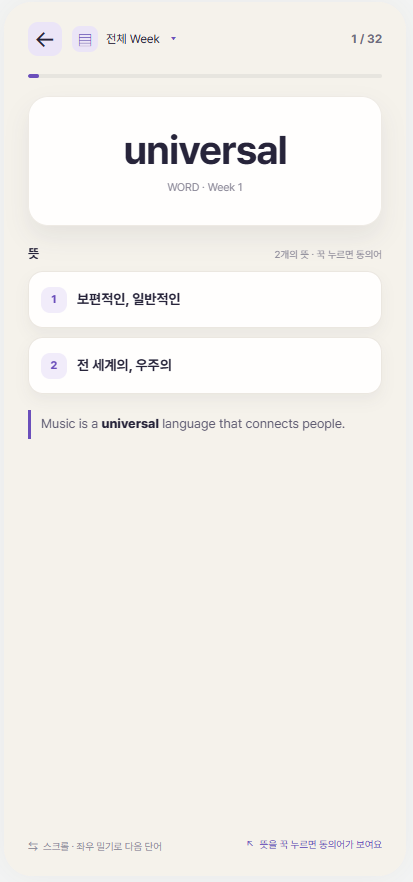 전체 Week
1 / 32
universal
WORD · Week 1
뜻
2개의 뜻 · 꾹 누르면 동의어
1 보편적인, 일반적인
2 전 세계의, 우주의
Music is a universal language that connects people.
스크롤 · 좌우 밀기로 다음 단어
뜻을 꾹 누르면 동의어가 보여요